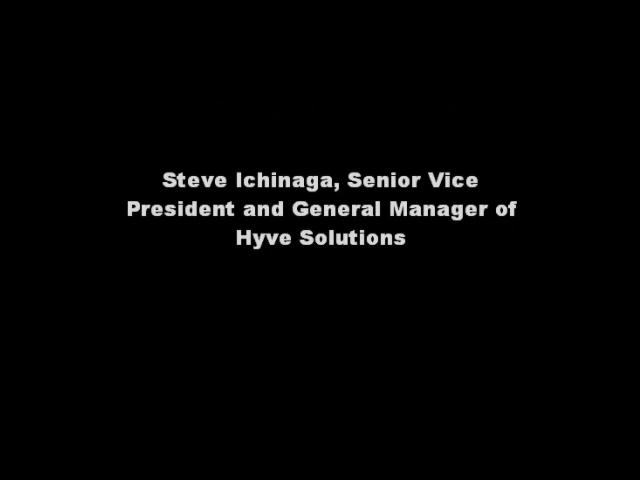 Steve Ichinaga, Senior Vice
President and General Manager of
Hyve Solutions